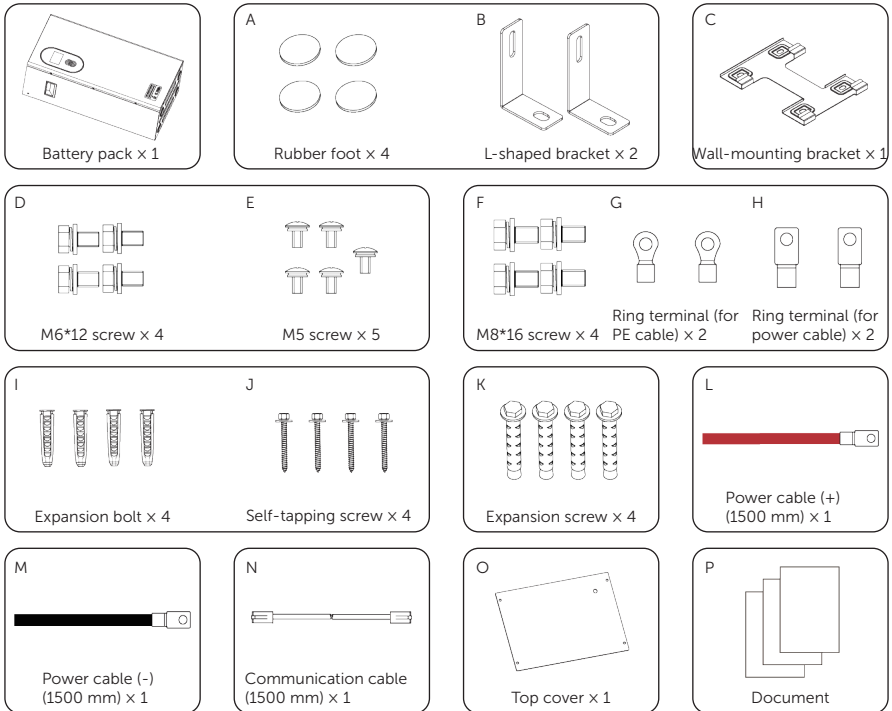 Battery pack × 1
A
Rubber foot × 4
B
L-shaped bracket × 2
C
Wall-mounting bracket × 1
D
M6*12 screw × 4
E
M5 screw × 5
F
M8*16 screw × 4
G
Ring terminal (for
PE cable) × 2
H
Ring terminal (for
power cable) × 2
I
Expansion bolt × 4
J
Self-tapping screw × 4
K
Expansion screw × 4
L
Power cable (+)
(1500 mm) × 1
M
Power cable (-)
(1500 mm) × 1
N
Communication cable
(1500 mm) × 1
O
Top cover × 1
P
Document